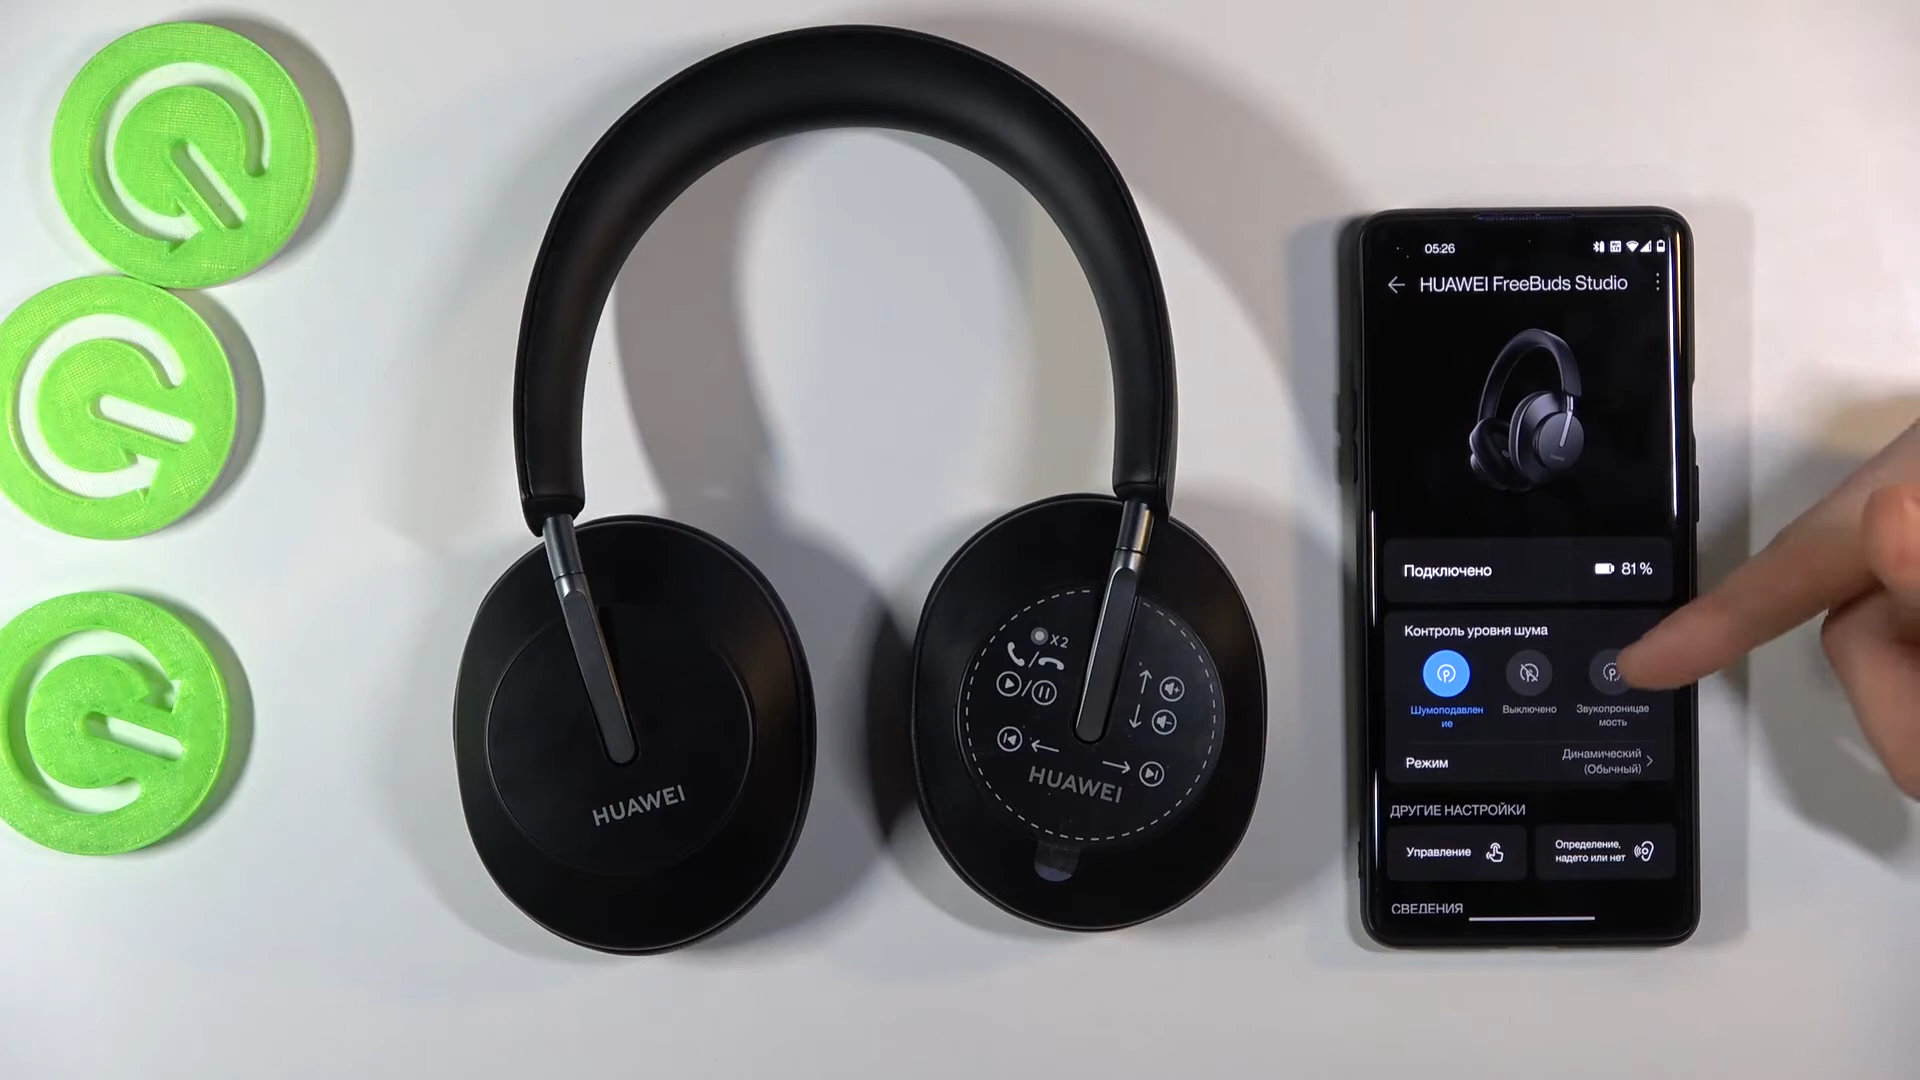 05:26
HUAWEI FreeBuds Studio
HUAWEI
Подключено
81%
Контроль уровня шума
Шумоподавлен
ие
Выключено
Звукопроницае
мость
Режим
Динамический
(Обычный)
ДРУГИЕ НАСТРОЙКИ
Управление
Определение,
надето или нет
СВЕДЕНИЯ
X2
HUAWEI
HUAWEI